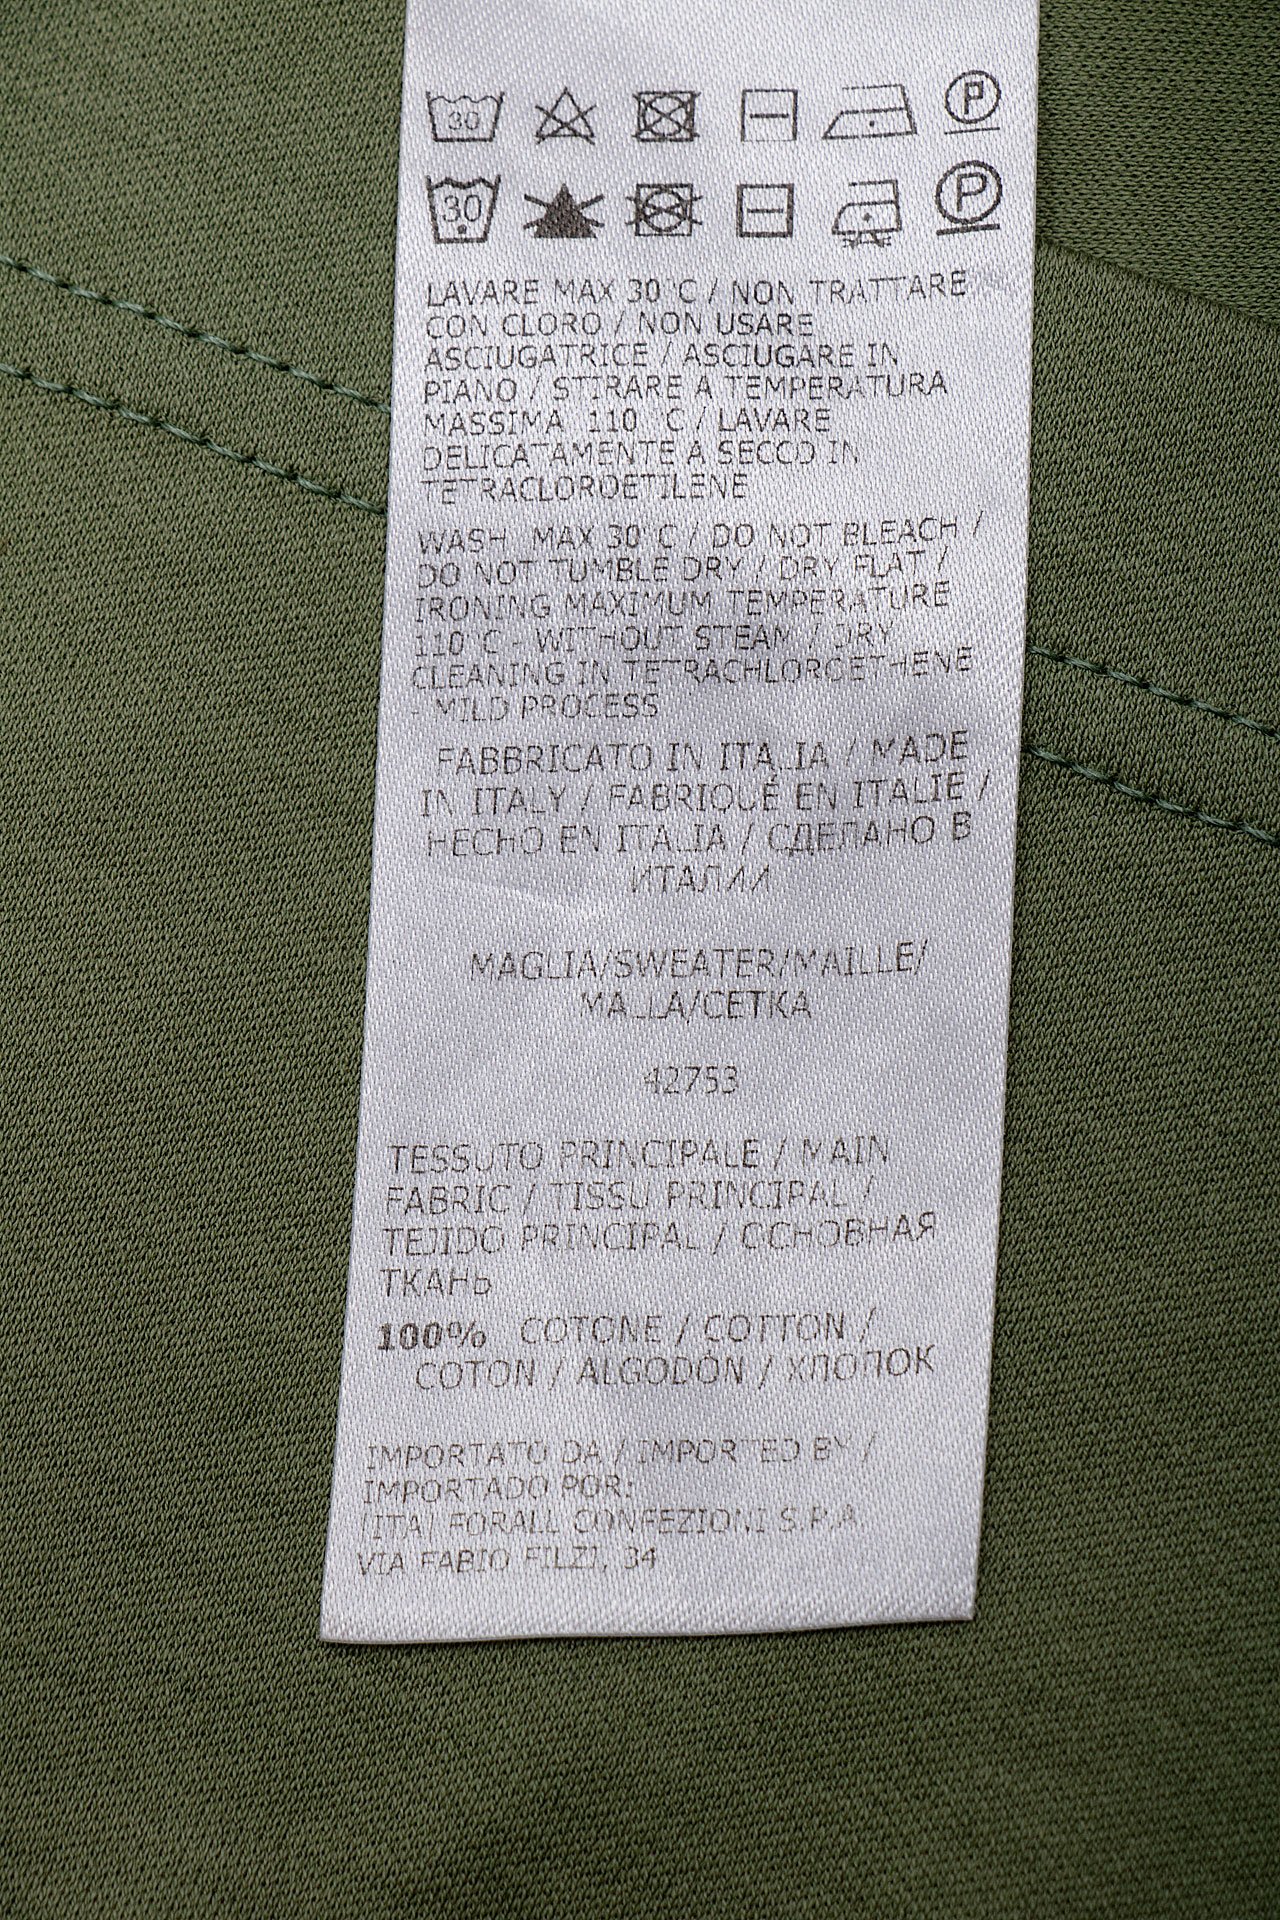 30 P
30 P
LAVARE MAX 30°C / NON TRATTARE
CON CLORO / NON USARE
ASCIUGATRICE / ASCIUGARE IN
PIANO / STIRARE A TEMPERATURA
MASSIMA 110°C / LAVARE
DELICATAMENTE A SECCO IN
TETRACLOROETILENE
WASH MAX 30°C / DO NOT BLEACH /
DO NOT TUMBLE DRY / DRY FLAT /
IRONING MAXIMUM TEMPERATURE
110°C - WITHOUT STEAM / DRY
CLEANING IN TETRACHLOROETHENE
- MILD PROCESS
FABBRICATO IN ITALIA / MADE
IN ITALY / FABRIQUÉ EN ITALIE /
HECHO EN ITALIA / СДЕЛАНО В
ИТАЛИИ
MAGLIA/SWEATER/MAILLE/
MALLA/СЕТКА
42753
TESSUTO PRINCIPALE / MAIN
FABRIC / TISSU PRINCIPAL /
TEJIDO PRINCIPAL / ОСНОВНАЯ
ТКАНЬ
100% COTONE / COTTON /
COTON / ALGODÓN / ХЛОПОК
IMPORTATO DA / IMPORTED BY /
IMPORTADO POR:
[ITA] FORALL CONFEZIONI S.P.A.
VIA FABIO FILZI, 34